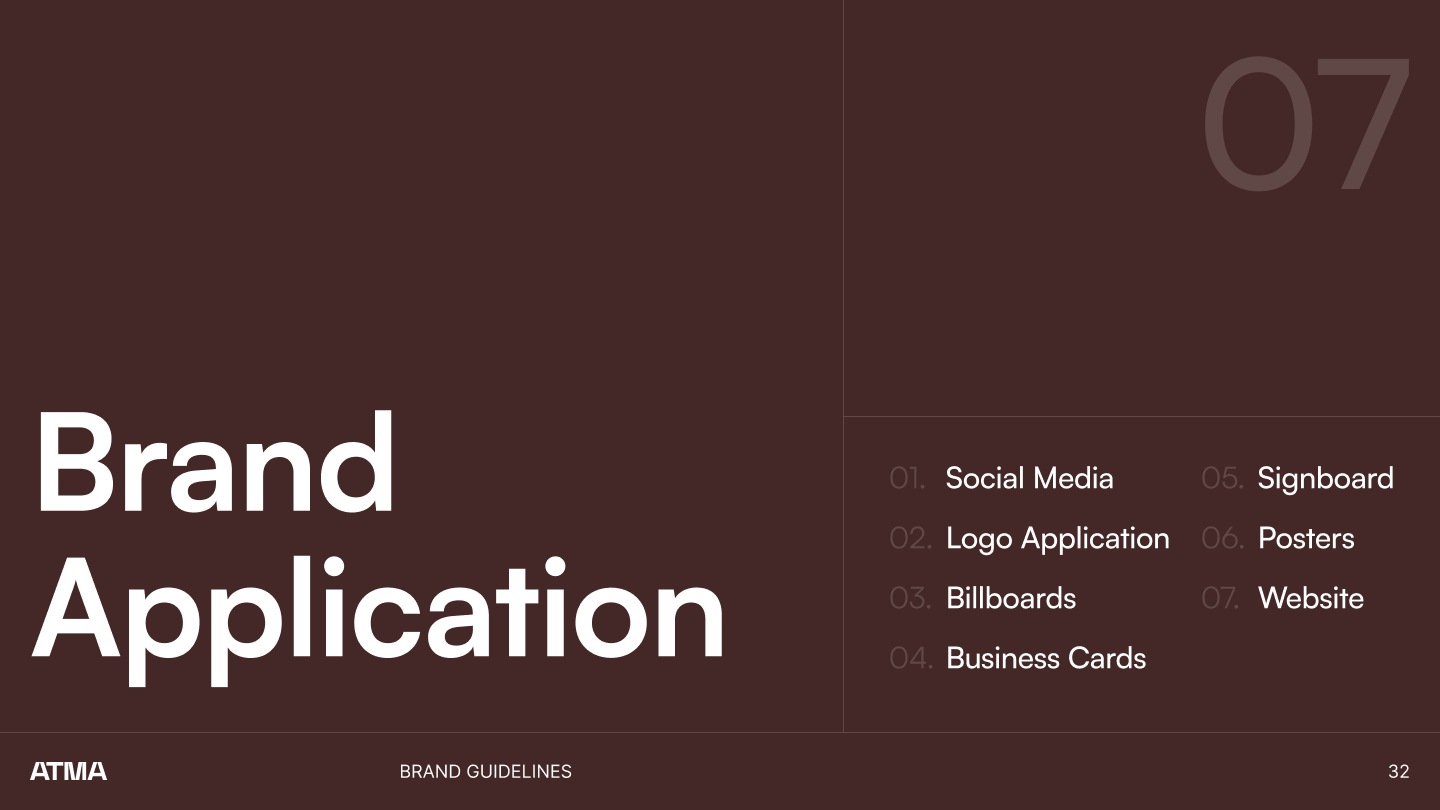 07
Brand
Application
01. Social Media
02. Logo Application
03. Billboards
04. Business Cards
05. Signboard
06. Posters
07. Website
ATMA
BRAND GUIDELINES
32